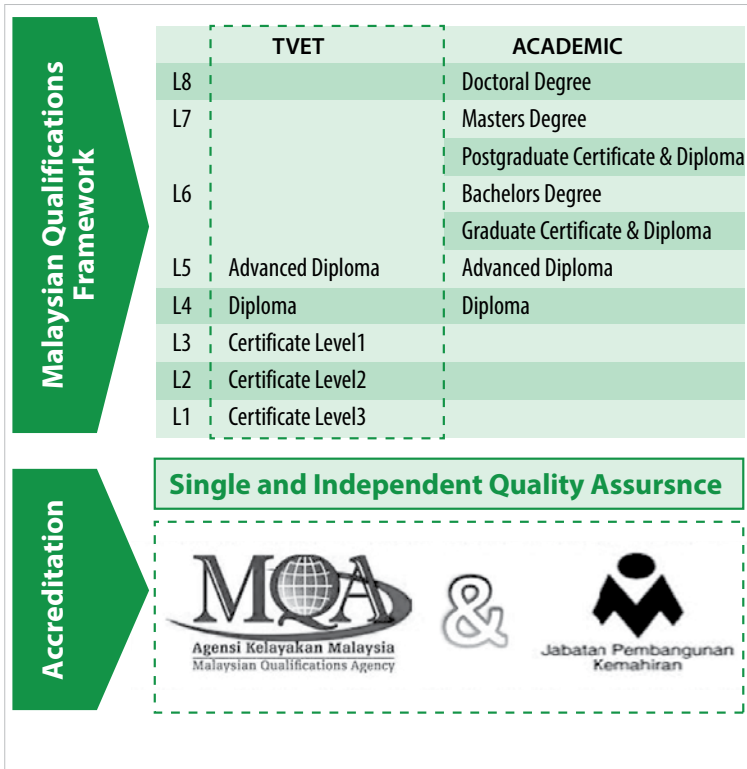 Malaysian Qualifications
Framework
TVET ACADEMIC
L8 Doctoral Degree
L7 Masters Degree
Postgraduate Certificate & Diploma
L6 Bachelors Degree
Graduate Certificate & Diploma
L5 Advanced Diploma Advanced Diploma
L4 Diploma Diploma
L3 Certificate Level1
L2 Certificate Level2
L1 Certificate Level3
Accreditation
Single and Independent Quality Assursnce
MQA
Agensi Kelayakan Malaysia
Malaysian Qualifications Agency
&
Jabatan Pembangunan
Kemahiran